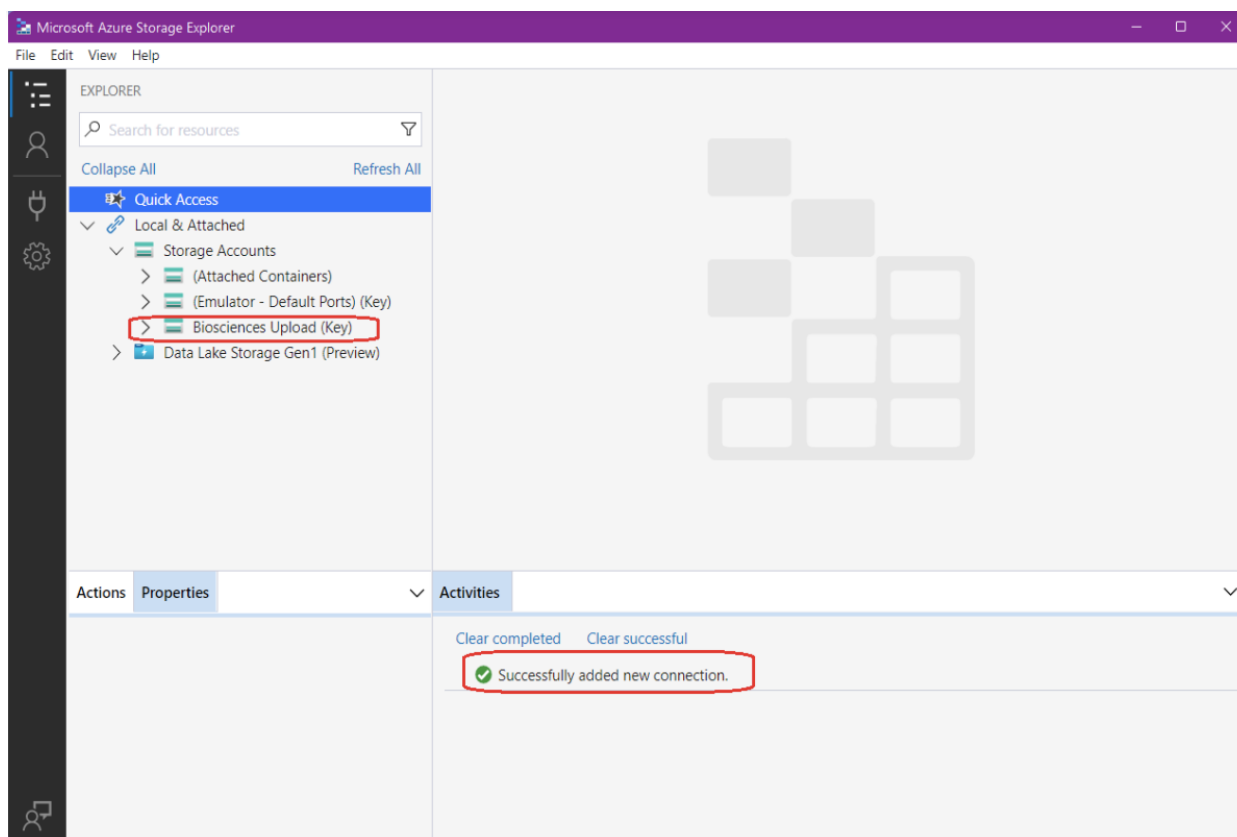 Microsoft Azure Storage Explorer
File Edit View Help
EXPLORER
Search for resources
Collapse All Refresh All
Quick Access
Local & Attached
Storage Accounts
(Attached Containers)
(Emulator - Default Ports) (Key)
Biosciences Upload (Key)
Data Lake Storage Gen1 (Preview)
Actions Properties
Activities
Clear completed Clear successful
Successfully added new connection.